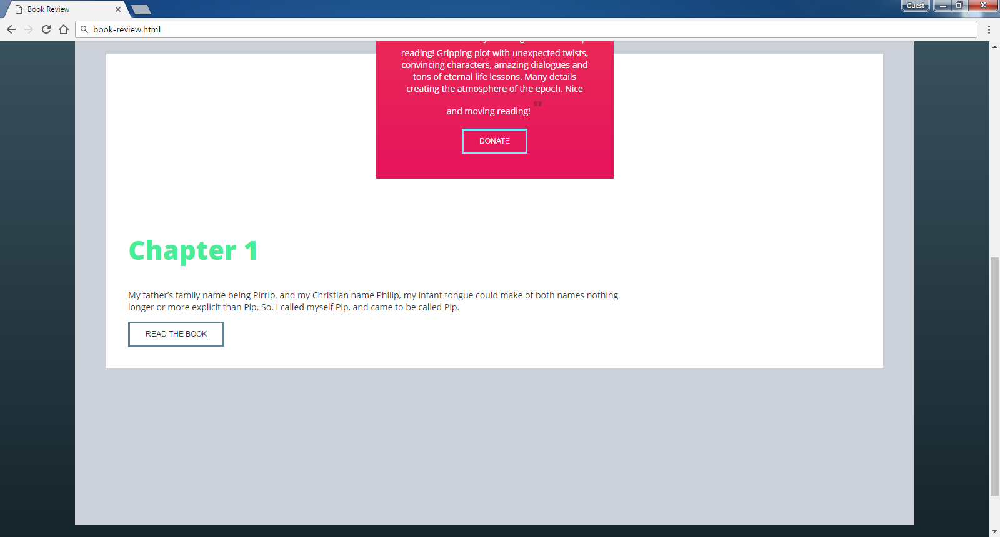 Book Review
Guest
book-review.html
reading! Gripping plot with unexpected twists,
convincing characters, amazing dialogues and
tons of eternal life lessons. Many details
creating the atmosphere of the epoch. Nice
and moving reading! "
DONATE
Chapter 1
My father’s family name being Pirrip, and my Christian name Philip, my infant tongue could make of both names nothing
longer or more explicit than Pip. So, I called myself Pip, and came to be called Pip.
READ THE BOOK